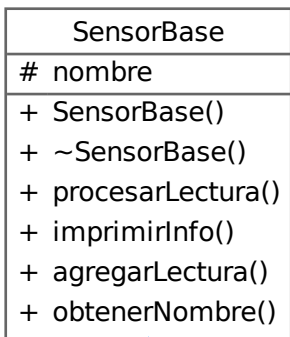 SensorBase
# nombre
+ SensorBase()
+ ~SensorBase()
+ procesarLectura()
+ imprimirInfo()
+ agregarLectura()
+ obtenerNombre()